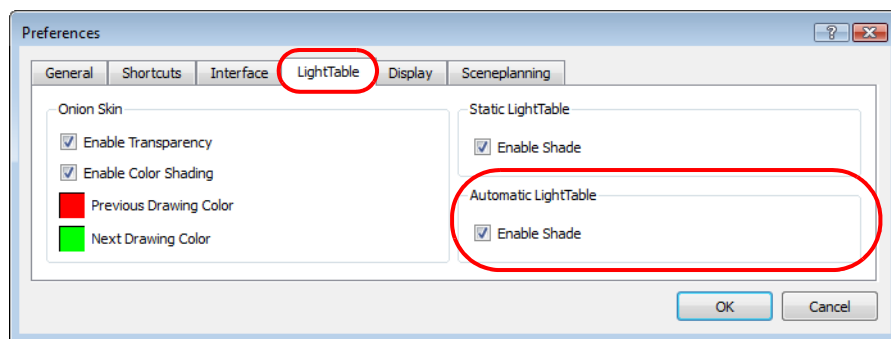 Preferences
General Shortcuts Interface LightTable Display Sceneplanning
Onion Skin
Enable Transparency
Enable Color Shading
Previous Drawing Color
Next Drawing Color
Static LightTable
Enable Shade
Automatic LightTable
Enable Shade
OK Cancel